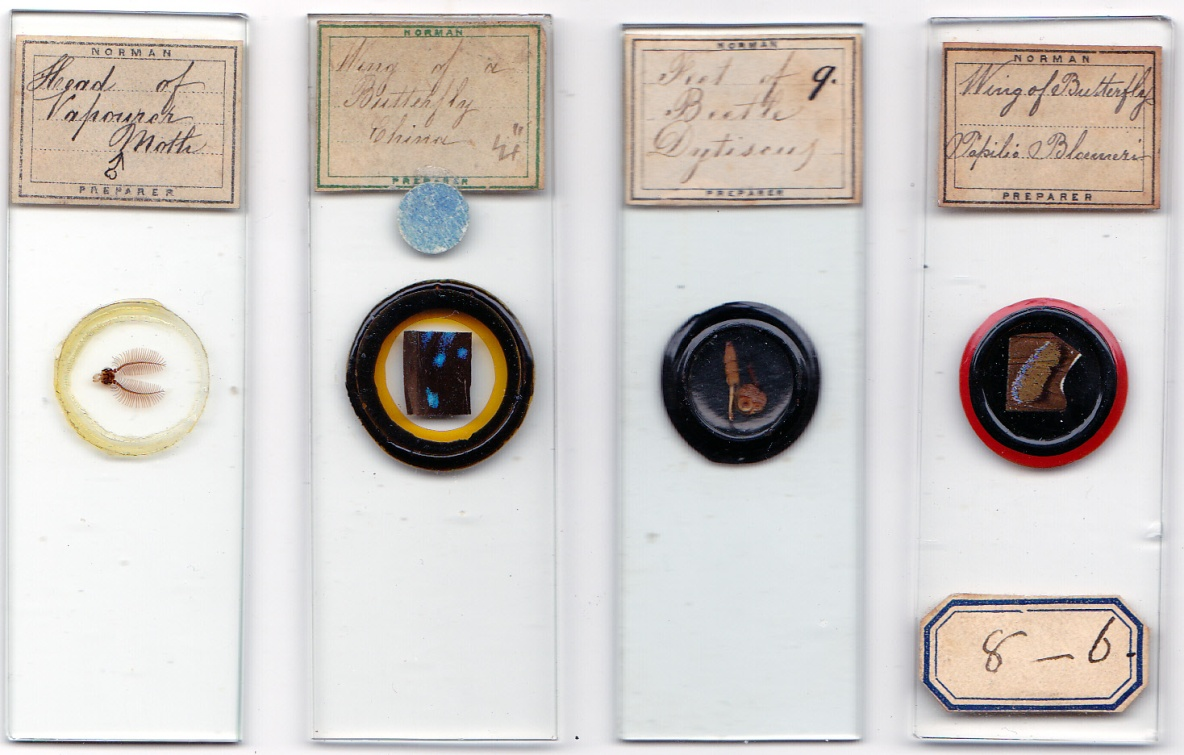 NORMAN
Head of
Vapourer
Moth
♂
PREPARER
NORMAN
Wing of a
Butterfly
China
PREPARER
NORMAN
Foot of 9.
Beetle
Dytiscus
PREPARER
NORMAN
Wing of Butterfly
Papilio Blumeri
PREPARER
8 - 6.